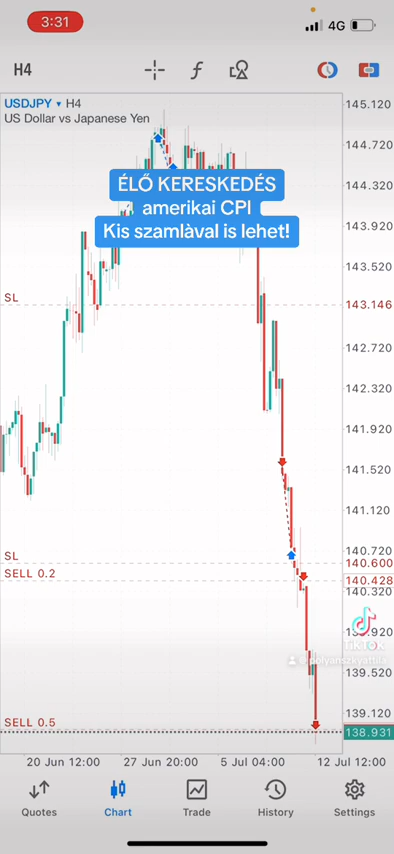 3:31
4G
H4
f
USDJPY ▾ H4
US Dollar vs Japanese Yen
145.120
144.720
144.320
ÉLŐ KERESKEDÉS
amerikai CPI
Kis szamlàval is lehet!
143.920
143.520
SL
143.146
142.720
142.320
141.920
141.520
141.120
140.720
SL
140.600
SELL 0.2
140.428
140.320
139.920
TikTok
139.520
139.120
SELL 0.5
138.931
20 Jun 12:00
27 Jun 20:00
5 Jul 04:00
12 Jul 12:00
Quotes
Chart
Trade
History
Settings